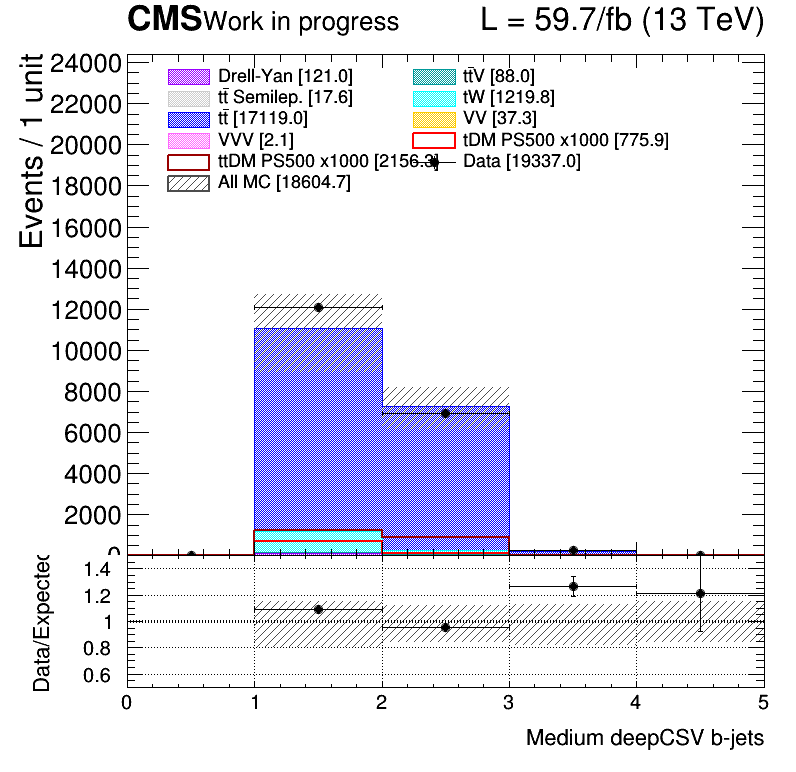 CMS Work in progress L = 59.7/fb (13 TeV)
Events / 1 unit
24000
22000
20000
18000
16000
14000
12000
10000
8000
6000
4000
2000
0
Drell-Yan [121.0]
tt̄ Semilep. [17.6]
tt̄ [17119.0]
VVV [2.1]
ttDM PS500 x1000 [2156.3]
All MC [18604.7]
tt̄V [88.0]
tW [1219.8]
VV [37.3]
tDM PS500 x1000 [775.9]
Data [19337.0]
Data/Expected
1.4
1.2
1
0.8
0.6
0 1 2 3 4 5
Medium deepCSV b-jets